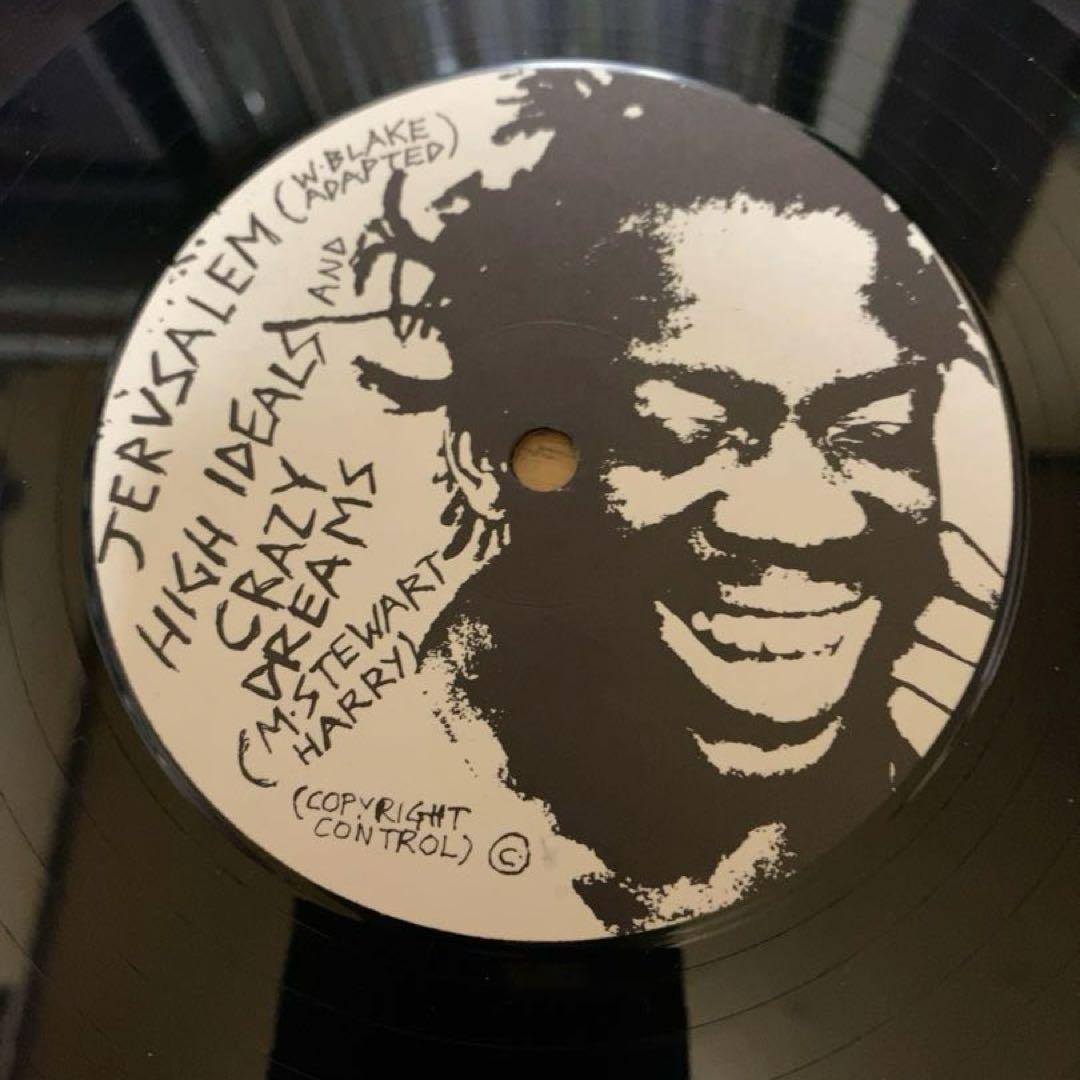 JERUSALEM (W.BLAKE
ADAPTED)
HIGH IDEALS AND
CRAZY
DREAMS
(M.STEWART
HARRY)
(COPYRIGHT
CONTROL) ©